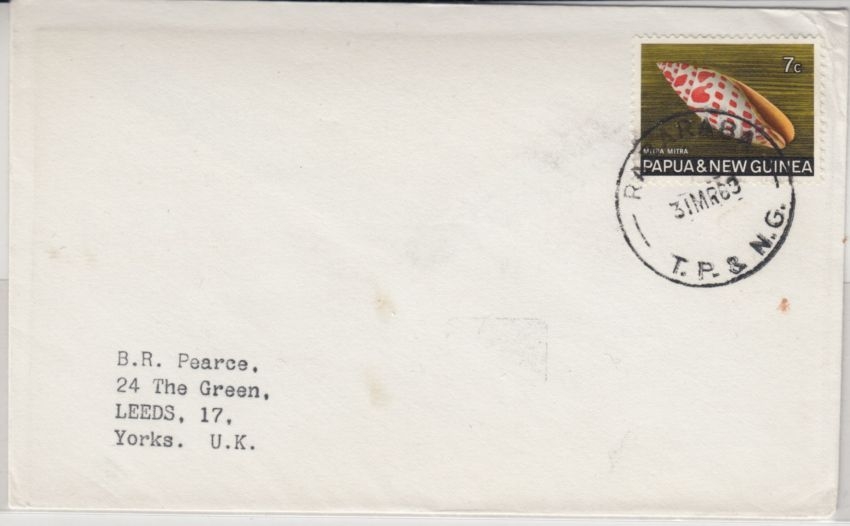 7c
MITRA MITRA
PAPUA & NEW GUINEA
31MR69
T.P. & N.G.
B.R. Pearce,
24 The Green,
LEEDS, 17,
Yorks. U.K.